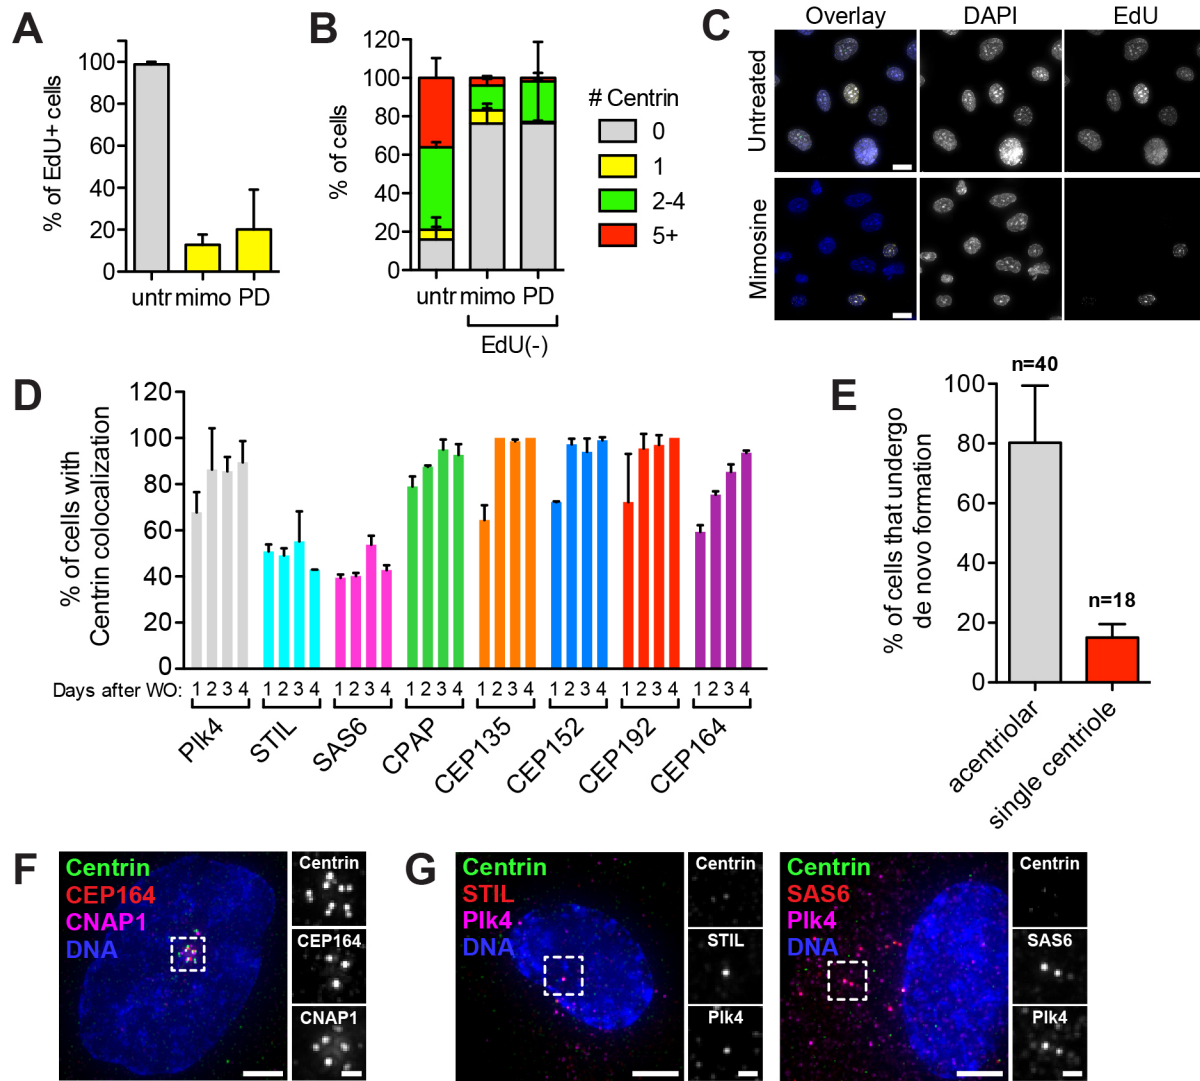 A
% of EdU+ cells
100
80
60
40
20
0
untr mimo PD
B
% of cells
120
100
80
60
40
20
0
untr mimo PD
EdU(-)
# Centrin
0
1
2-4
5+
C
Overlay DAPI EdU
Untreated
Mimosine
D
% of cells with
Centrin colocalization
120
100
80
60
40
20
0
Days after WO: 1 2 3 4 1 2 3 4 1 2 3 4 1 2 3 4 1 2 3 4 1 2 3 4 1 2 3 4 1 2 3 4
Plk4
STIL
SAS6
CPAP
CEP135
CEP152
CEP192
CEP164
E
% of cells that undergo
de novo formation
100
80
60
40
20
0
n=40
n=18
acentriolar
single centriole
F
Centrin
CEP164
CNAP1
DNA
Centrin
CEP164
CNAP1
G
Centrin
STIL
Plk4
DNA
Centrin
STIL
Plk4
Centrin
SAS6
Plk4
DNA
Centrin
SAS6
Plk4